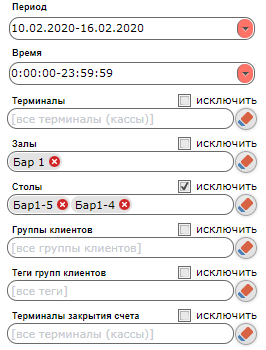 Период
10.02.2020-16.02.2020
Время
0:00:00-23:59:59
Терминалы исключить
[все терминалы (кассы)]
Залы исключить
Бар 1
Столы исключить
Бар1-5 Бар1-4
Группы клиентов исключить
[все группы клиентов]
Теги групп клиентов исключить
[все теги]
Терминалы закрытия счета исключить
[все терминалы (кассы)]